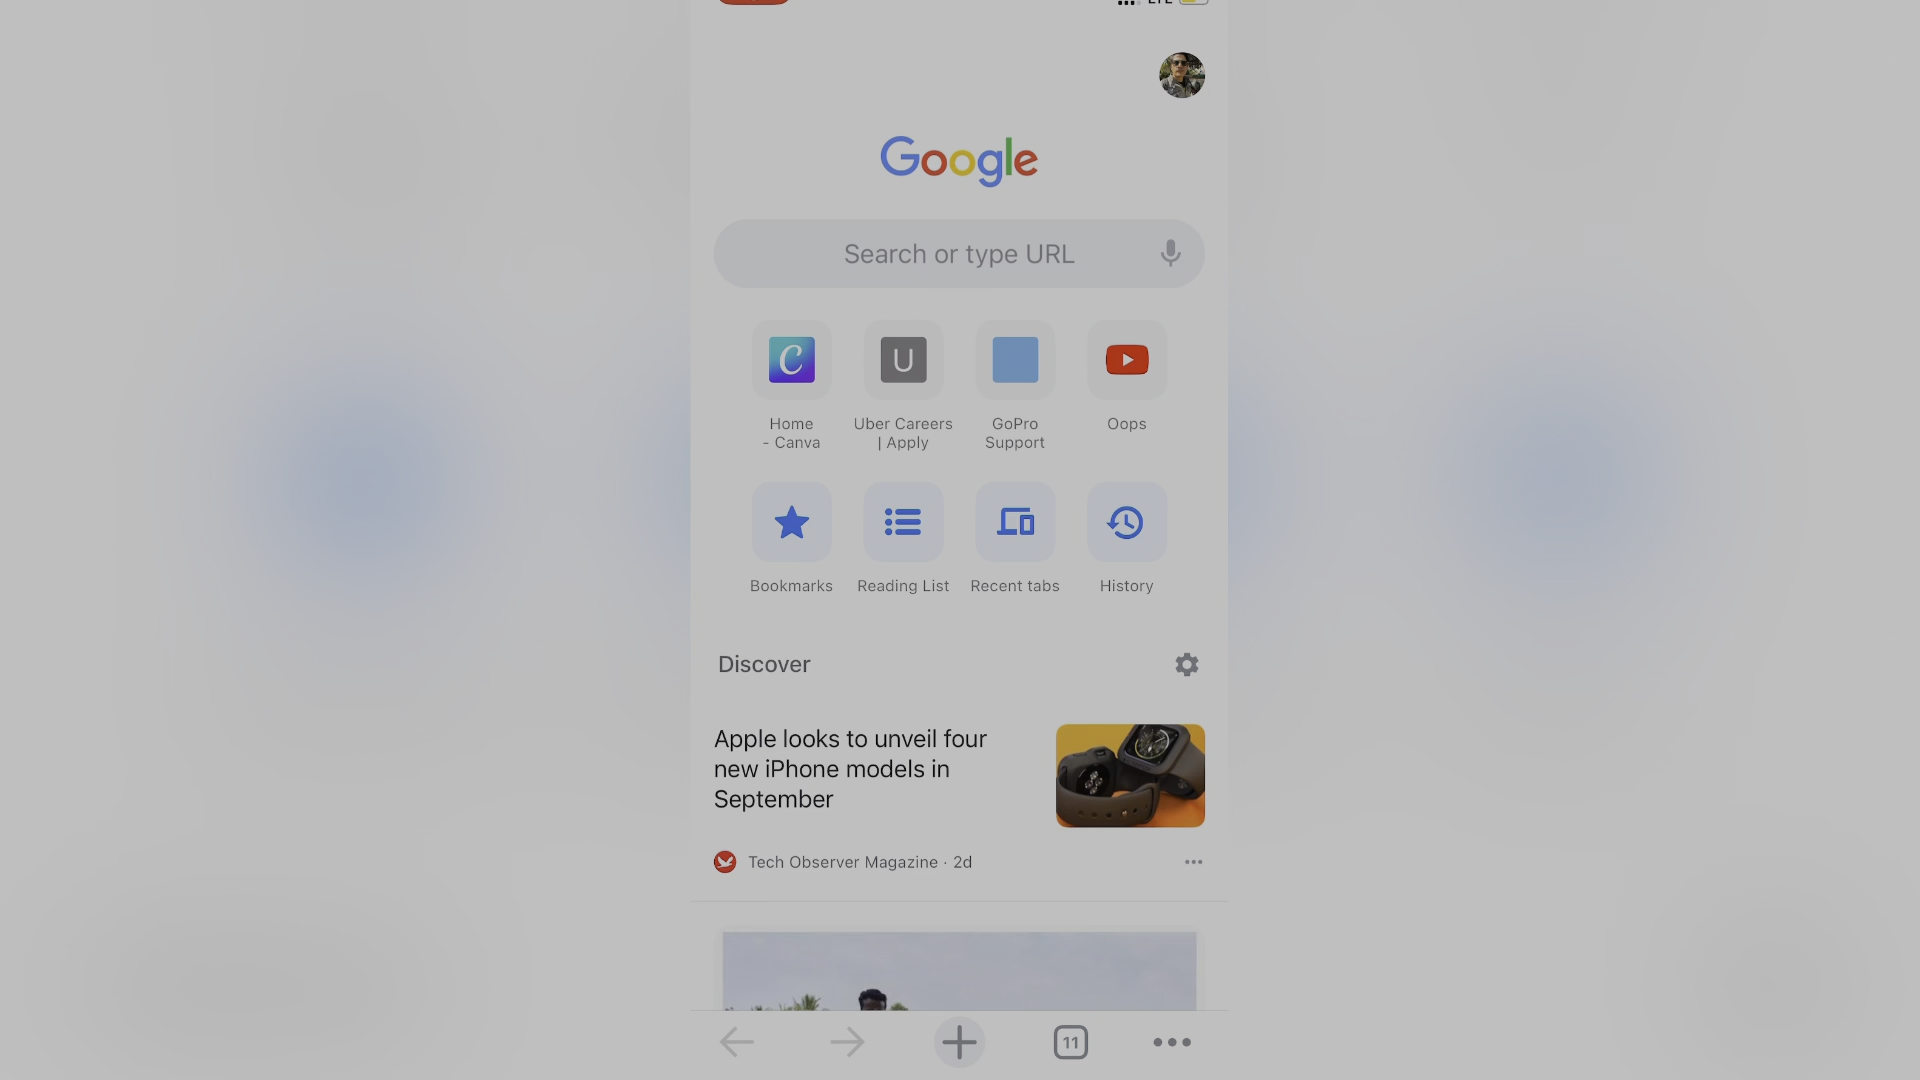 Google
Search or type URL
C
U
Home
- Canva
Uber Careers
| Apply
GoPro
Support
Oops
Bookmarks
Reading List
Recent tabs
History
Discover
Apple looks to unveil four
new iPhone models in
September
Tech Observer Magazine · 2d
11